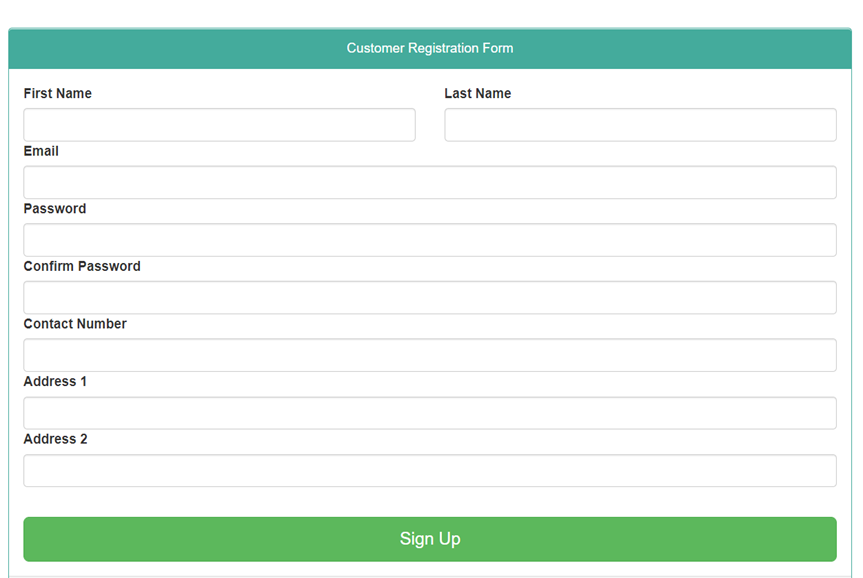 Customer Registration Form
First Name Last Name
Email
Password
Confirm Password
Contact Number
Address 1
Address 2
Sign Up